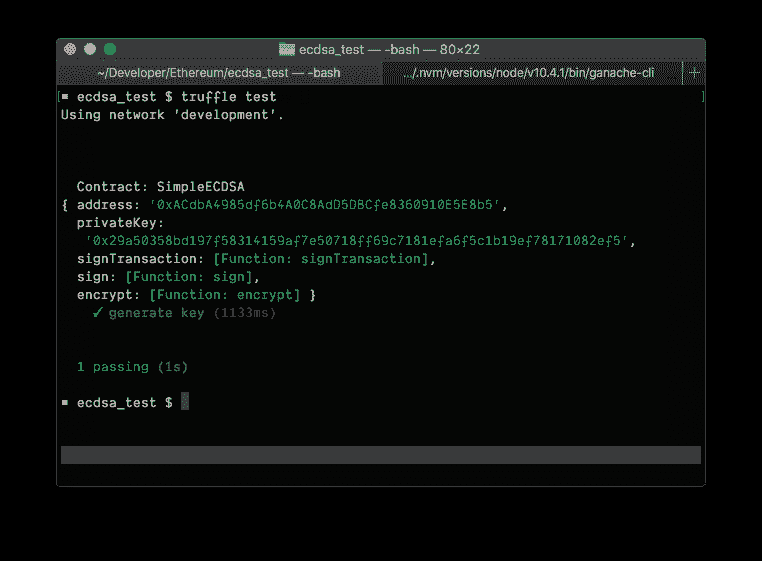 ecdsa_test — -bash — 80×22
~/Developer/Ethereum/ecdsa_test — -bash
.../.nvm/versions/node/v10.4.1/bin/ganache-cli +
[ ecdsa_test $ truffle test ]
Using network 'development'.
Contract: SimpleECDSA
{ address: '0xACdbA4985df6b4A0C8AdD5DBCfe8360910E5E8b5',
privateKey:
'0x29a50358bd197f58314159af7e50718ff69c7181efa6f5c1b19ef78171082ef5',
signTransaction: [Function: signTransaction],
sign: [Function: sign],
encrypt: [Function: encrypt] }
✓ generate key (1133ms)
1 passing (1s)
ecdsa_test $